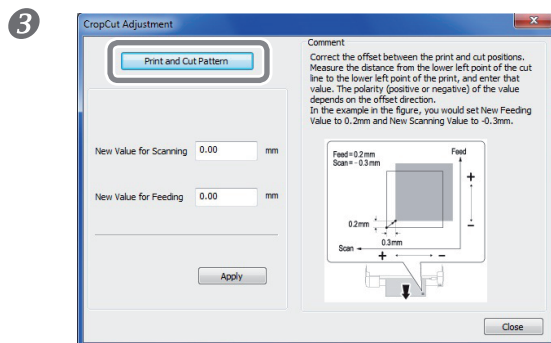 3
CropCut Adjustment
Print and Cut Pattern
New Value for Scanning 0.00 mm
New Value for Feeding 0.00 mm
Apply
Comment
Correct the offset between the print and cut positions.
Measure the distance from the lower left point of the cut
line to the lower left point of the print, and enter that
value. The polarity (positive or negative) of the value
depends on the offset direction.
In the example in the figure, you would set New Feeding
Value to 0.2mm and New Scanning Value to -0.3mm.
Feed=0.2mm
Scan=-0.3mm
Feed
+
-
0.2mm
0.3mm
Scan
+ -
Close